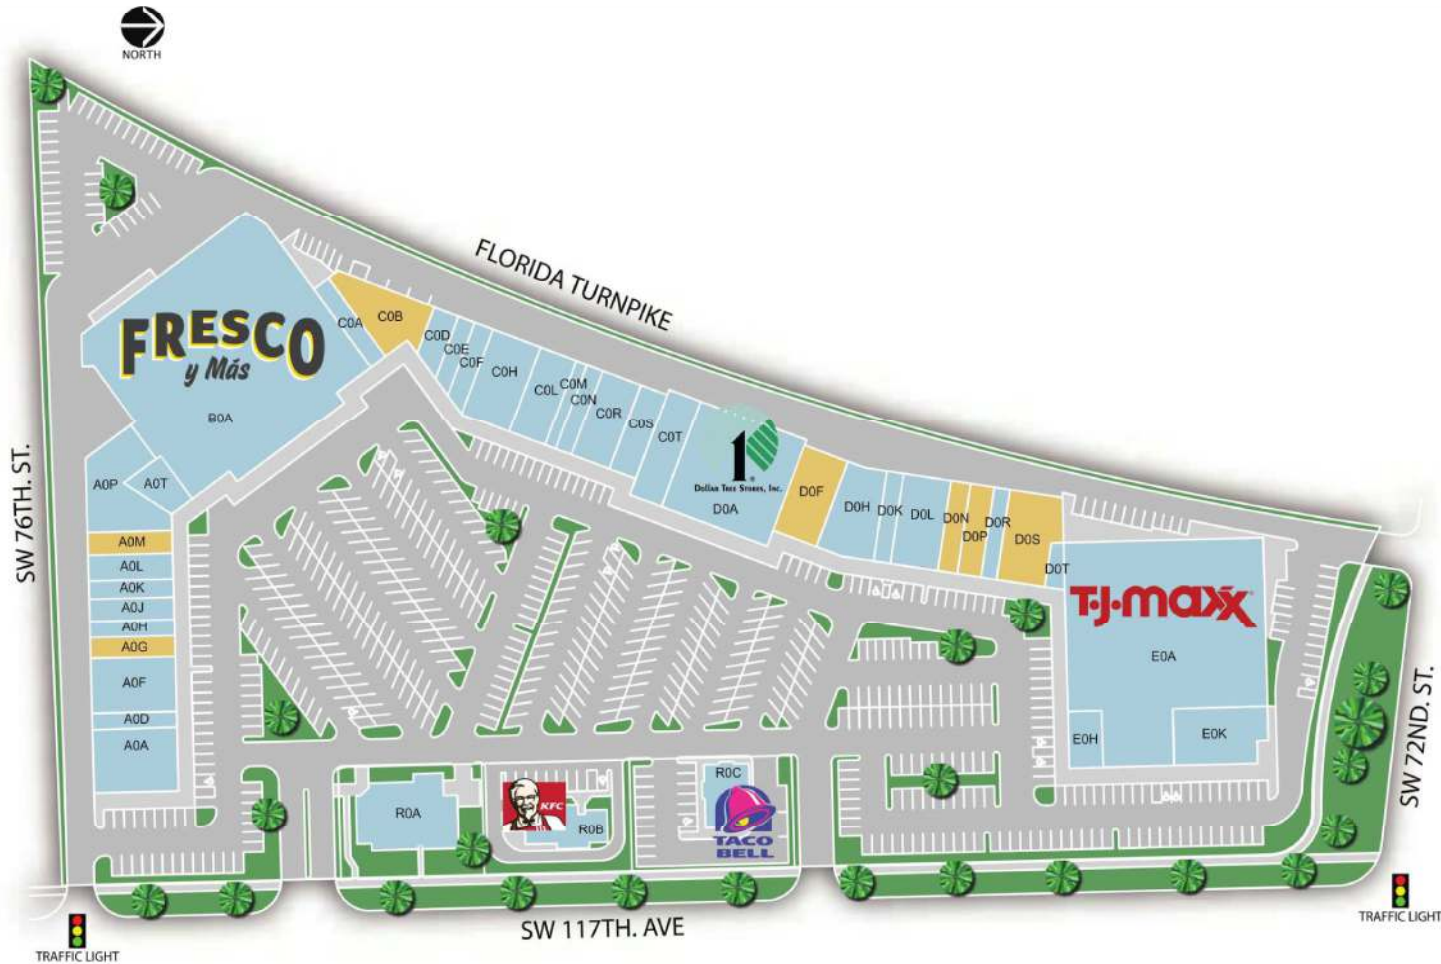 NORTH
FLORIDA TURNPIKE
FRESCO
y Más
B0A
C0A
C0B
C0D
C0E
C0F
C0H
C0L
C0M
C0N
C0R
C0S
C0T
1
Dollar Tree Stores, Inc.
D0A
D0F
D0H
D0K
D0L
D0N
D0P
D0R
D0S
D0T
T·J·maxx
E0A
E0H
E0K
A0P
A0T
A0M
A0L
A0K
A0J
A0H
A0G
A0F
A0D
A0A
R0A
KFC
R0B
R0C
TACO
BELL
SW 76TH. ST.
SW 72ND. ST.
SW 117TH. AVE
TRAFFIC LIGHT
TRAFFIC LIGHT